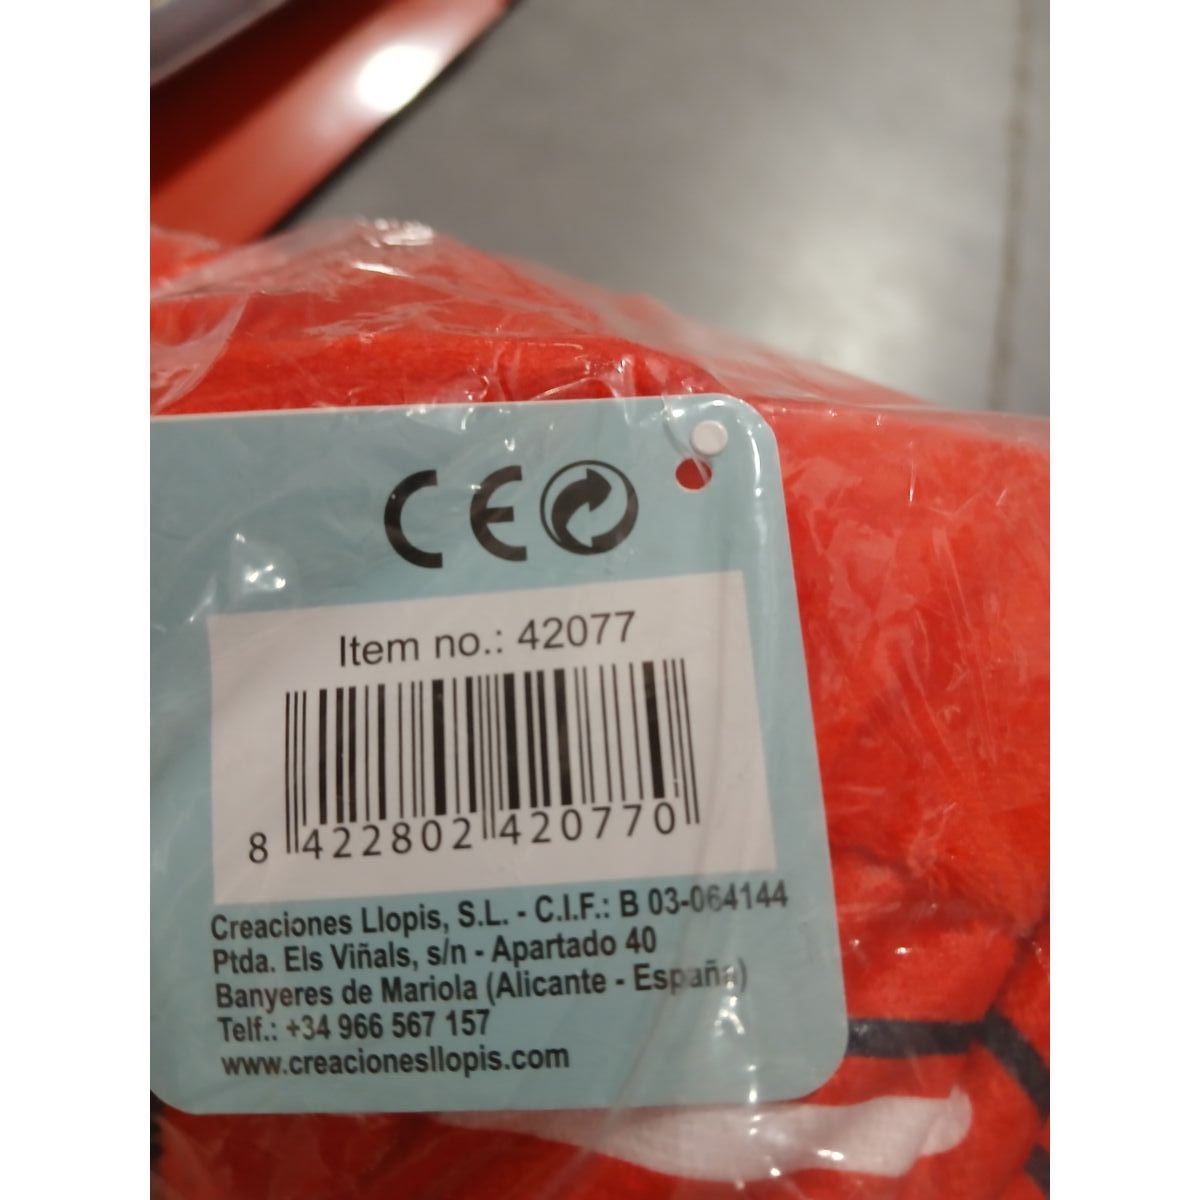 CE
Item no.: 42077
8 422802 420770
Creaciones Llopis, S.L. - C.I.F.: B 03-064144
Ptda. Els Viñals, s/n - Apartado 40
Banyeres de Mariola (Alicante - España)
Telf.: +34 966 567 157
www.creacionesllopis.com